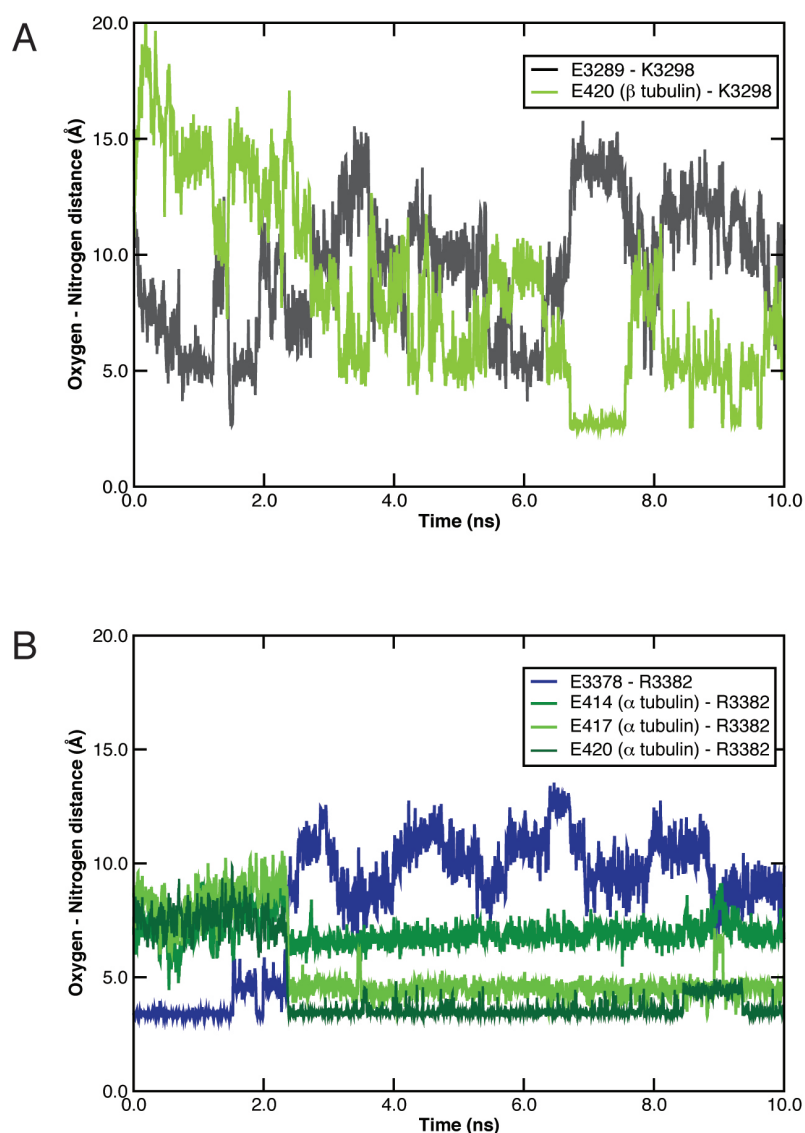 A
20.0
15.0
10.0
5.0
0.0
Oxygen - Nitrogen distance (Å)
E3289 - K3298
E420 (β tubulin) - K3298
0.0 2.0 4.0 6.0 8.0 10.0
Time (ns)
B
20.0
15.0
10.0
5.0
0.0
Oxygen - Nitrogen distance (Å)
E3378 - R3382
E414 (α tubulin) - R3382
E417 (α tubulin) - R3382
E420 (α tubulin) - R3382
0.0 2.0 4.0 6.0 8.0 10.0
Time (ns)